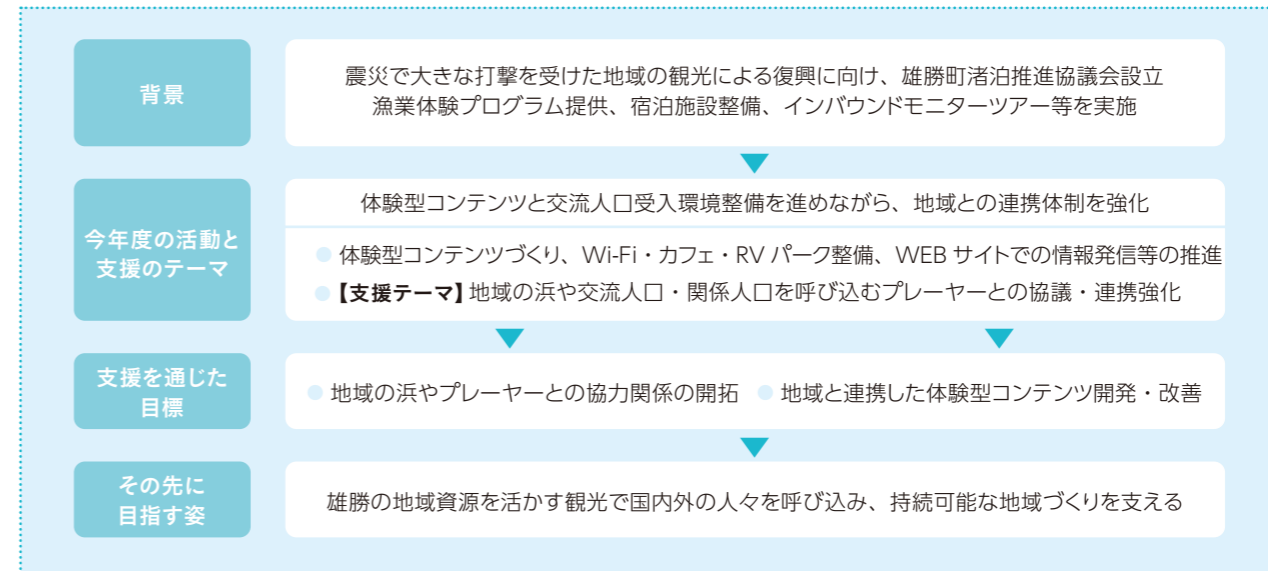 背景
震災で大きな打撃を受けた地域の観光による復興に向け、雄勝町渚泊推進協議会設立
漁業体験プログラム提供、宿泊施設整備、インバウンドモニターツアー等を実施
今年度の活動と
支援のテーマ
体験型コンテンツと交流人口受入環境整備を進めながら、地域との連携体制を強化
● 体験型コンテンツづくり、Wi-Fi・カフェ・RV パーク整備、WEB サイトでの情報発信等の推進
● 【支援テーマ】地域の浜や交流人口・関係人口を呼び込むプレーヤーとの協議・連携強化
支援を通じた
目標
● 地域の浜やプレーヤーとの協力関係の開拓 ● 地域と連携した体験型コンテンツ開発・改善
その先に
目指す姿
雄勝の地域資源を活かす観光で国内外の人々を呼び込み、持続可能な地域づくりを支える